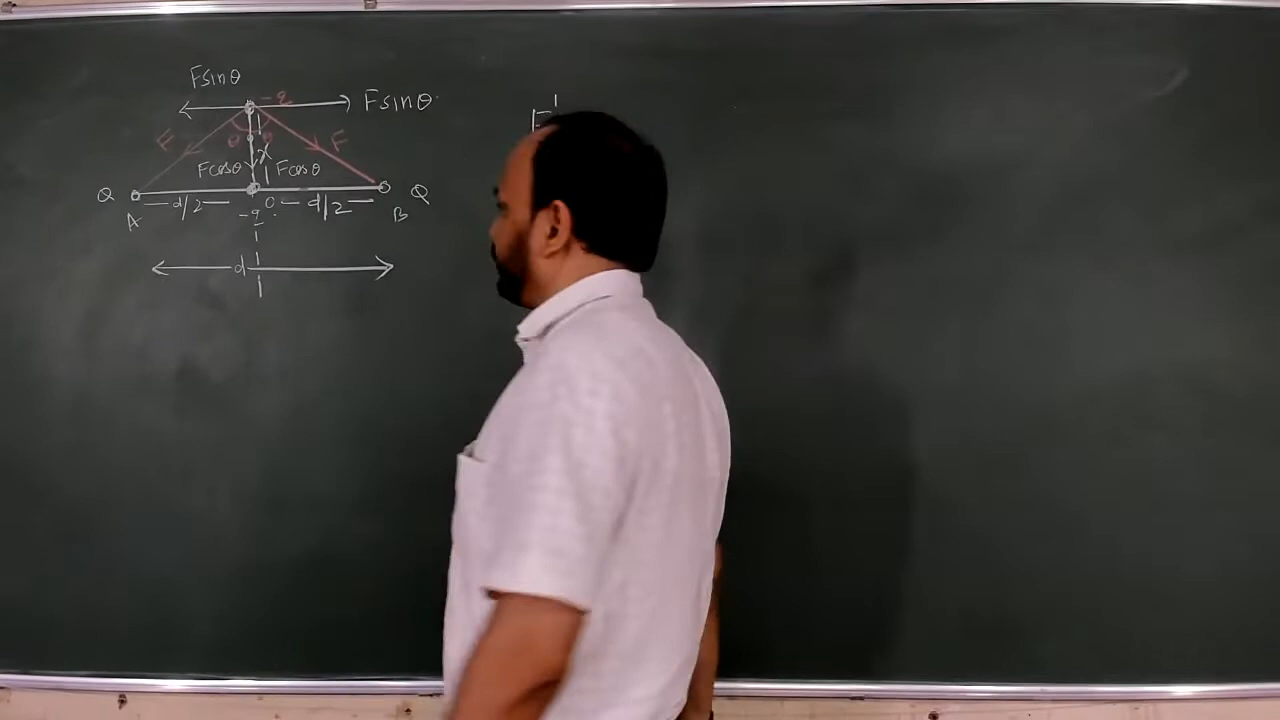 Fsinθ
-q Fsinθ
F θ θ F
x
Fcosθ Fcosθ
Q Q
d/2 O d/2
-q
A B
d
F'